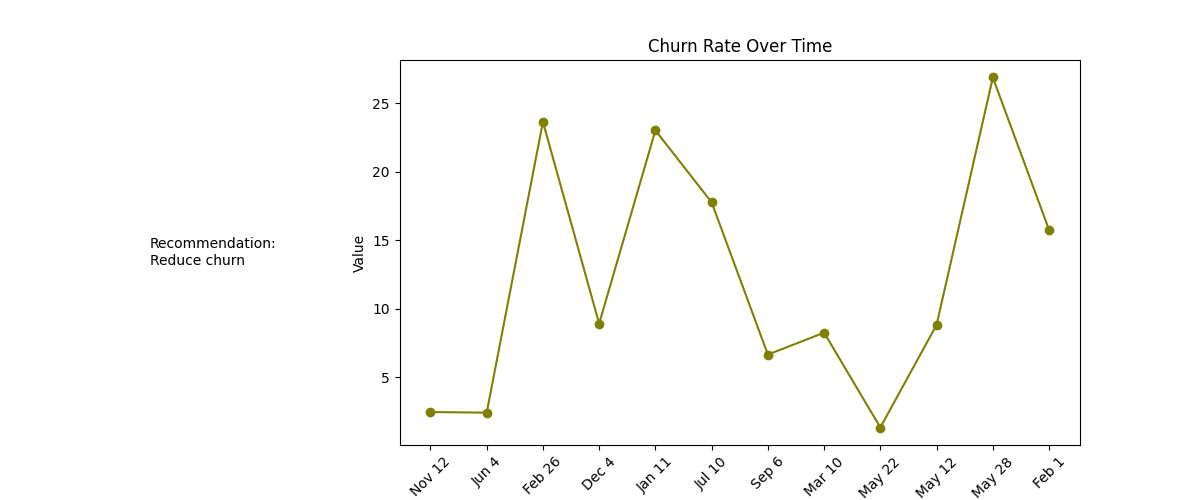 Churn Rate Over Time
Recommendation:
Reduce churn
Value
25
20
15
10
5
Nov 12
Jun 4
Feb 26
Dec 4
Jan 11
Jul 10
Sep 6
Mar 10
May 22
May 12
May 28
Feb 1